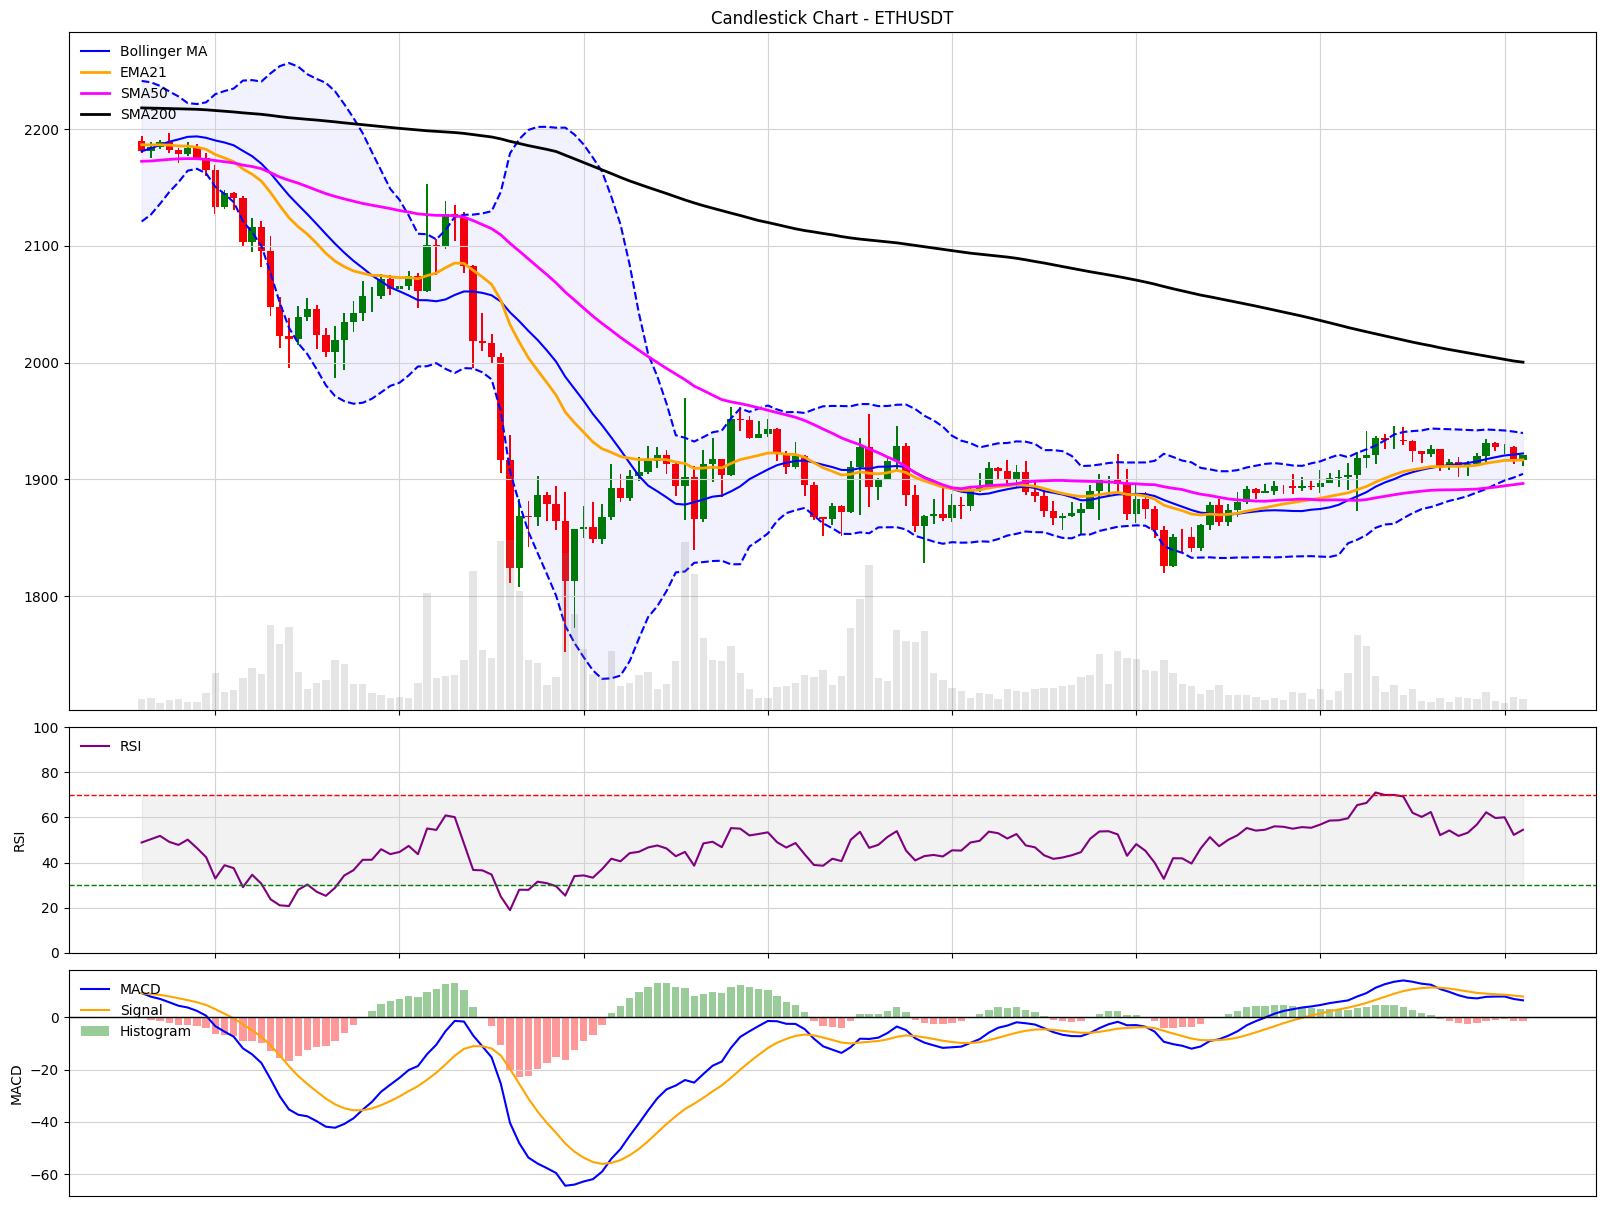 Candlestick Chart - ETHUSDT
Bollinger MA
EMA21
SMA50
SMA200
2200
2100
2000
1900
1800
RSI
100
80
60
40
20
0
RSI
MACD
Signal
Histogram
0
−20
−40
−60
MACD